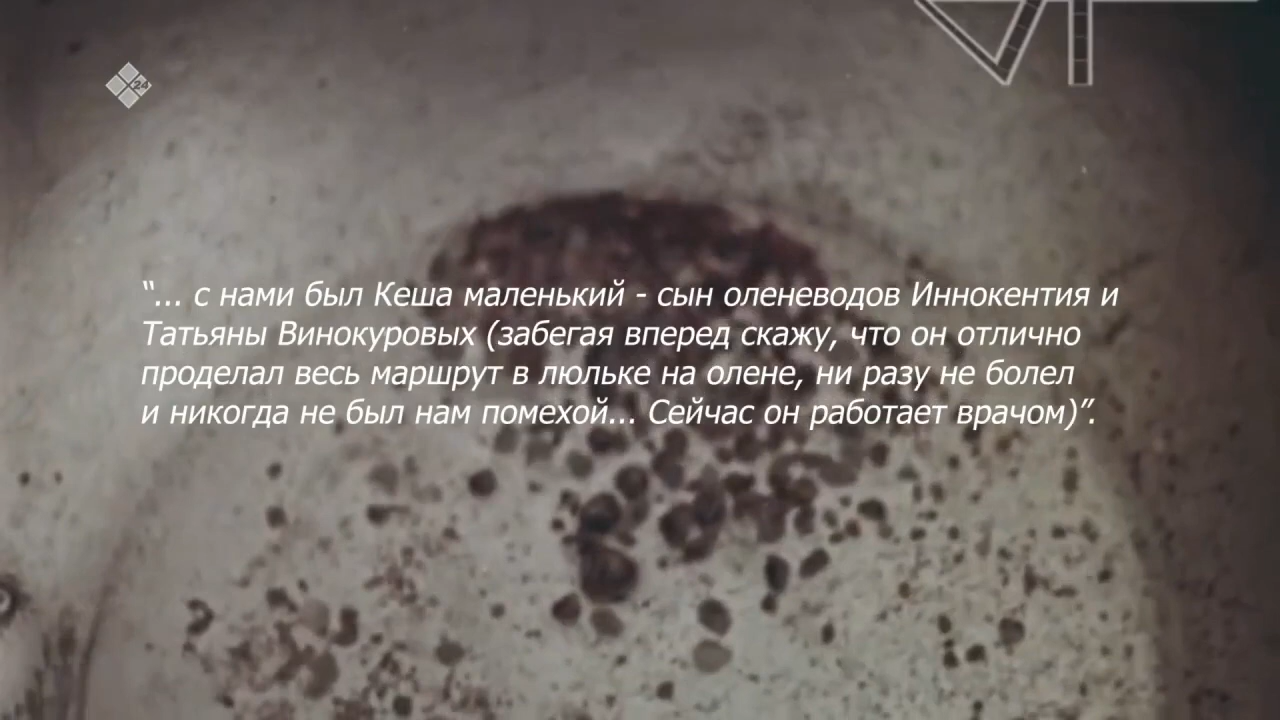 24
“... с нами был Кеша маленький - сын оленеводов Иннокентия и
Татьяны Винокуровых (забегая вперед скажу, что он отлично
проделал весь маршрут в люльке на олене, ни разу не болел
и никогда не был нам помехой... Сейчас он работает врачом)”.